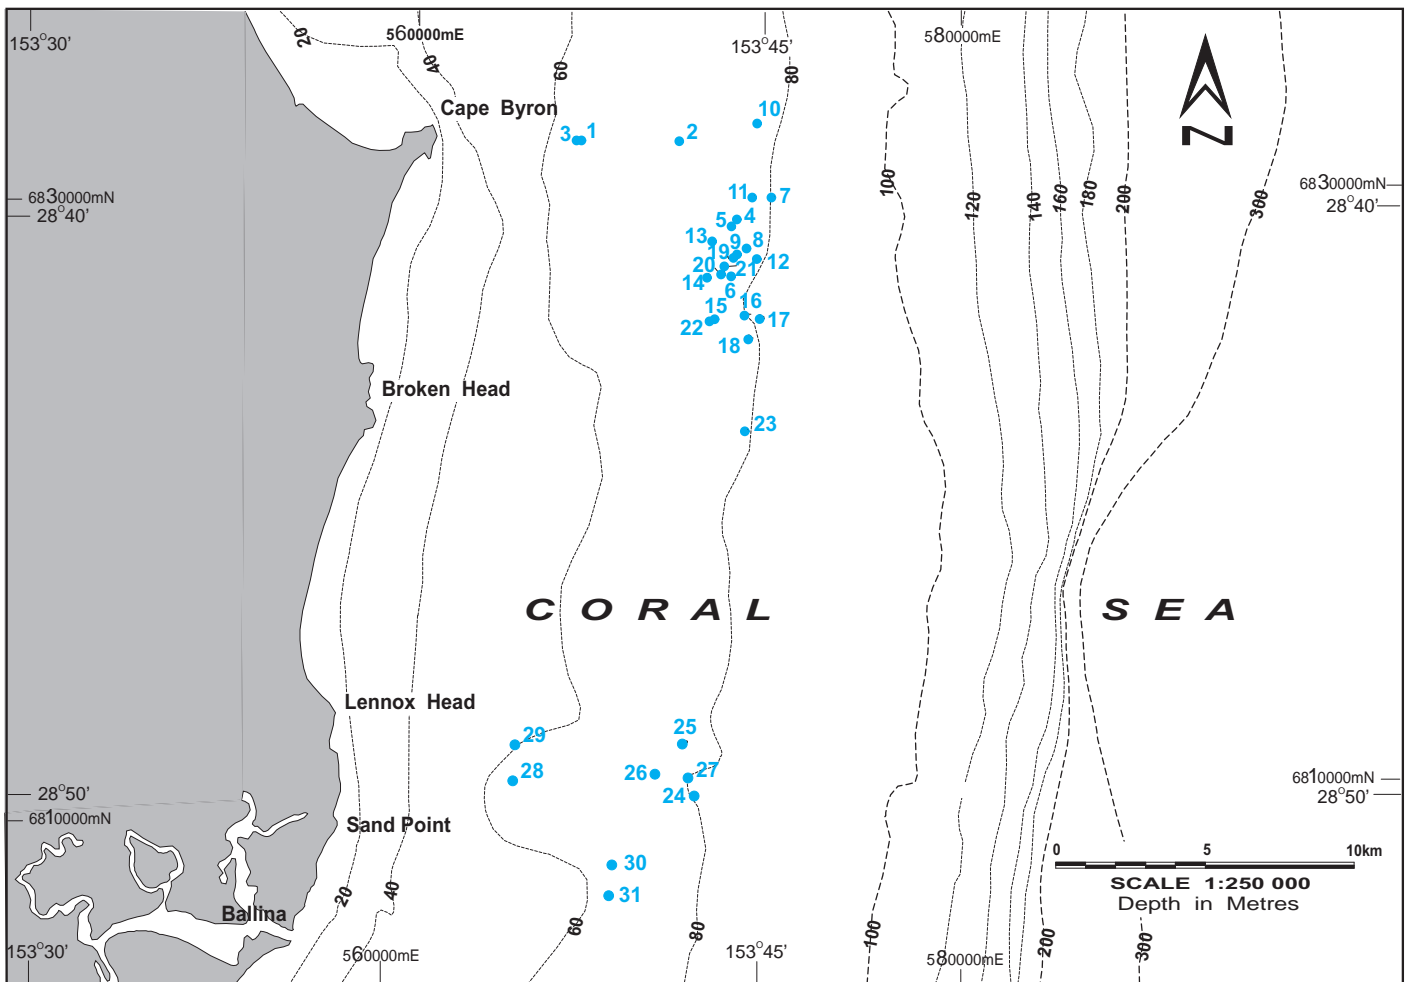 153°30'
20
560000mE
40
60
153°45'
80
580000mE
Cape Byron
3 1
2
10
N
6830000mN
28°40'
11 7
100
120
140
160
180
200
300
6830000mN
28°40'
5 4
13
9 8
19
12
20
21
14
6
16
15
17
22
18
Broken Head
23
CORAL SEA
Lennox Head
29
25
28
26 27
24
28°50'
6810000mN
6810000mN
28°50'
Sand Point
30
31
0 5 10km
SCALE 1:250 000
Depth in Metres
Ballina
20
40
60
80
100
200
300
153°30'
560000mE
153°45'
580000mE